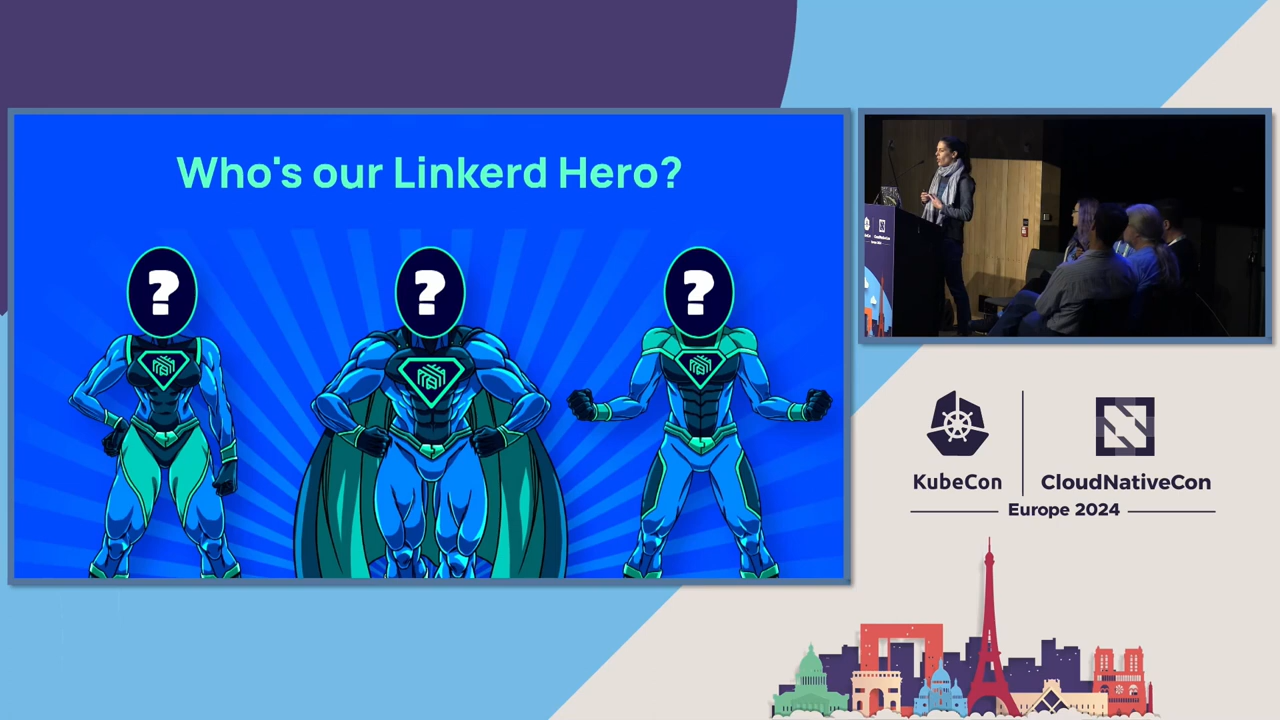 Who's our Linkerd Hero?
?
?
?
KubeCon
CloudNativeCon
Europe 2024